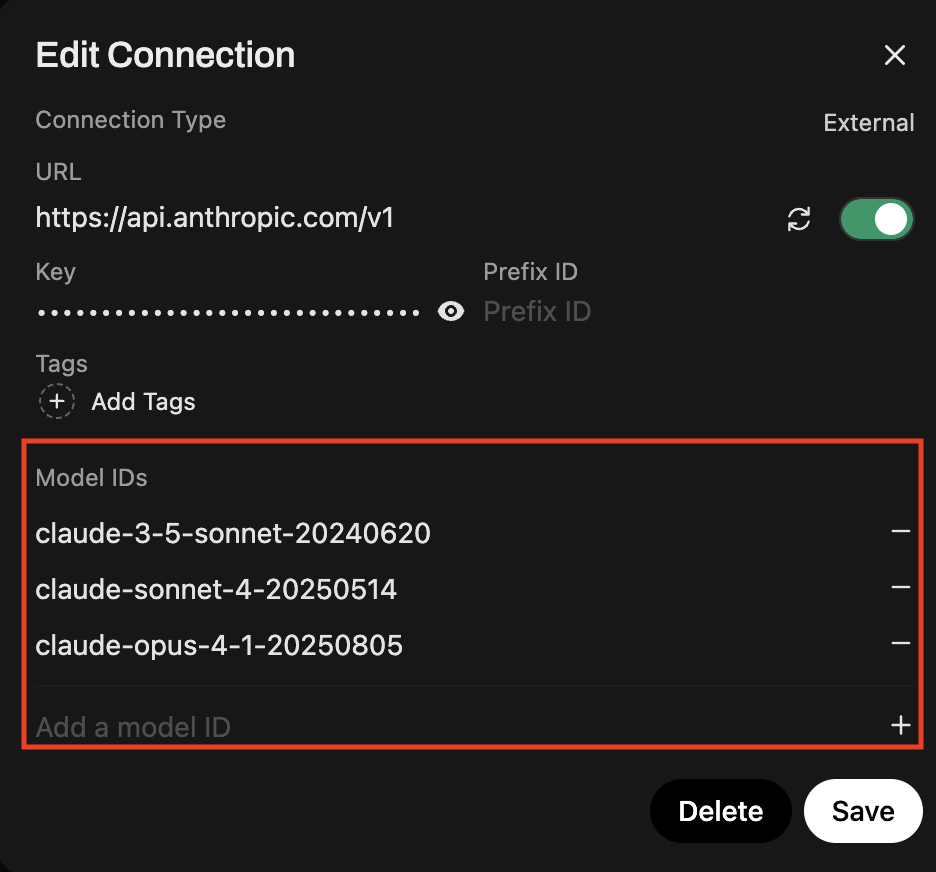 Edit Connection
Connection Type
External
URL
https://api.anthropic.com/v1
Key
Prefix ID
•••••••••••••••••••••••••••••• Prefix ID
Tags
Add Tags
Model IDs
claude-3-5-sonnet-20240620
claude-sonnet-4-20250514
claude-opus-4-1-20250805
Add a model ID
Delete
Save